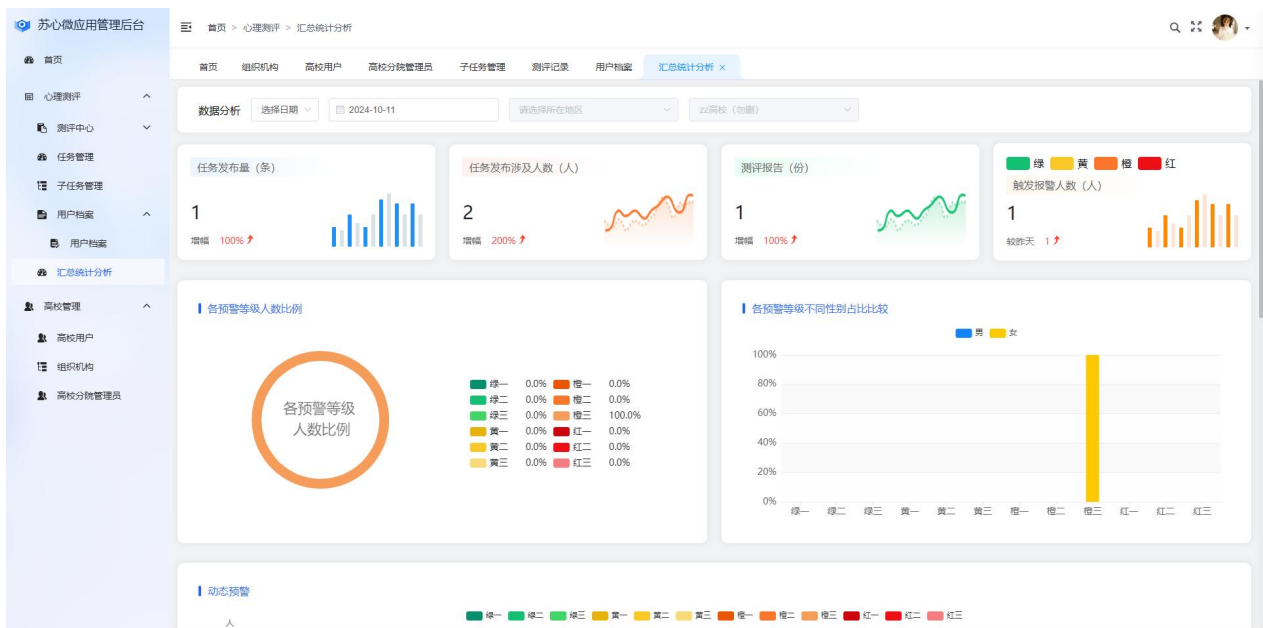 苏心微应用管理后台
首页 > 心理测评 > 汇总统计分析
首页
心理测评
测评中心
任务管理
子任务管理
用户档案
用户档案
汇总统计分析
高校管理
高校用户
组织机构
高校分院管理员
首页 组织机构 高校用户 高校分院管理员 子任务管理 测评记录 用户档案 汇总统计分析 ×
数据分析 选择日期 2024-10-11 请选择所在地区 zz高校（勿删）
任务发布量（条）
1
增幅 100%
任务发布涉及人数（人）
2
增幅 200%
测评报告（份）
1
增幅 100%
绿 黄 橙 红
触发报警人数（人）
1
较昨天 1
各预警等级人数比例
各预警等级
人数比例
绿一 0.0% 橙一 0.0%
绿二 0.0% 橙二 0.0%
绿三 0.0% 橙三 100.0%
黄一 0.0% 红一 0.0%
黄二 0.0% 红二 0.0%
黄三 0.0% 红三 0.0%
各预警等级不同性别占比比较
男 女
100%
80%
60%
40%
20%
0%
绿一 绿二 绿三 黄一 黄二 黄三 橙一 橙二 橙三 红一 红二 红三
动态预警
绿一 绿二 绿三 黄一 黄二 黄三 橙一 橙二 橙三 红一 红二 红三
人